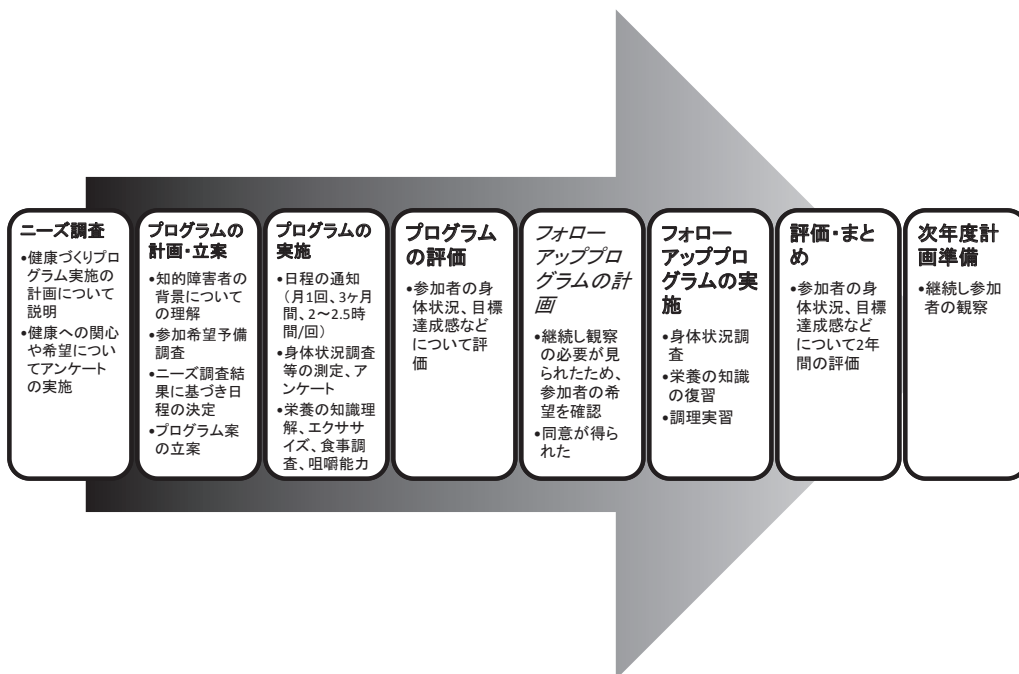 ニーズ調査
•健康づくりプロ
グラム実施の
計画について
説明
•健康への関心
や希望につい
てアンケート
の実施
プログラムの
計画・立案
•知的障害者の
背景について
の理解
•参加希望予備
調査
•ニーズ調査結
果に基づき日
程の決定
•プログラム案
の立案
プログラムの
実施
•日程の通知
(月1回、3ヶ月
間、2～2.5時
間/回)
•身体状況調査
等の測定、ア
ンケート
•栄養の知識理
解、エクササ
イズ、食事調
査、咀嚼能力
プログラム
の評価
•参加者の身
体状況、目標
達成感など
について評
価
フォロー
アッププロ
グラムの計
画
•継続し観察
の必要が見
られたため、
参加者の希
望を確認
•同意が得ら
れた
フォロー
アッププロ
グラムの実
施
•身体状況調
査
•栄養の知識
の復習
•調理実習
評価・まと
め
•参加者の身
体状況、目標
達成感など
について2年
間の評価
次年度計
画準備
•継続し参加
者の観察